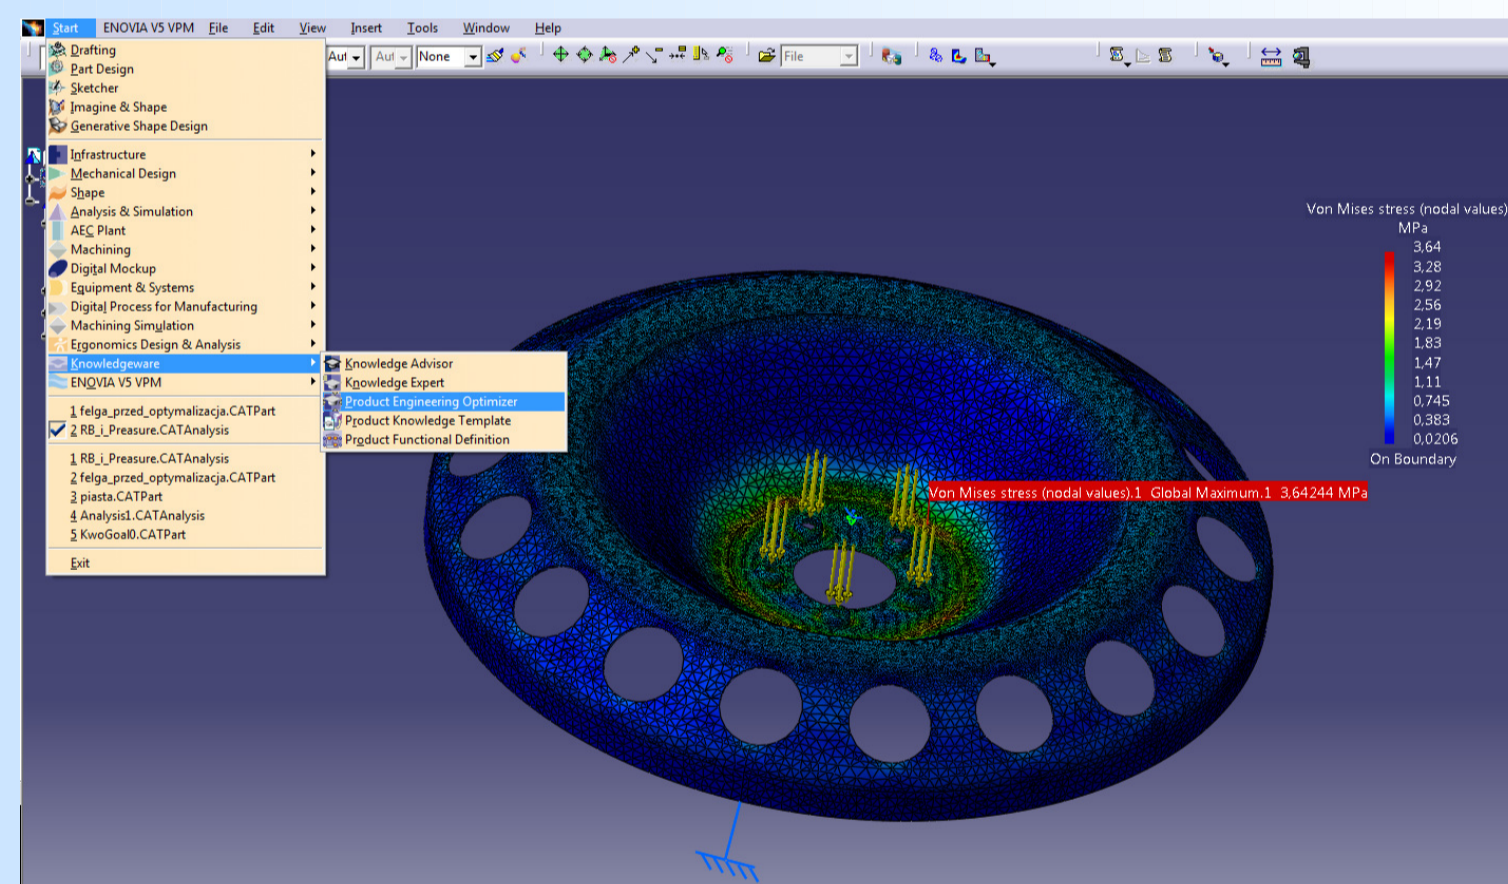 Start ENOVIA V5 VPM File Edit View Insert Tools Window Help
Aut Aut None File
Drafting
Part Design
Sketcher
Imagine & Shape
Generative Shape Design
Infrastructure
Mechanical Design
Shape
Analysis & Simulation
AEC Plant
Machining
Digital Mockup
Equipment & Systems
Digital Process for Manufacturing
Machining Simulation
Ergonomics Design & Analysis
Knowledgeware
ENOVIA V5 VPM
1 felga_przed_optymalizacja.CATPart
2 RB_i_Preasure.CATAnalysis
1 RB_i_Preasure.CATAnalysis
2 felga_przed_optymalizacja.CATPart
3 piasta.CATPart
4 Analysis1.CATAnalysis
5 KwoGoal0.CATPart
Exit
Knowledge Advisor
Knowledge Expert
Product Engineering Optimizer
Product Knowledge Template
Product Functional Definition
Von Mises stress (nodal values)
MPa
3,64
3,28
2,92
2,56
2,19
1,83
1,47
1,11
0,745
0,383
0,0206
On Boundary
Von Mises stress (nodal values).1 Global Maximum.1 3,64244 MPa